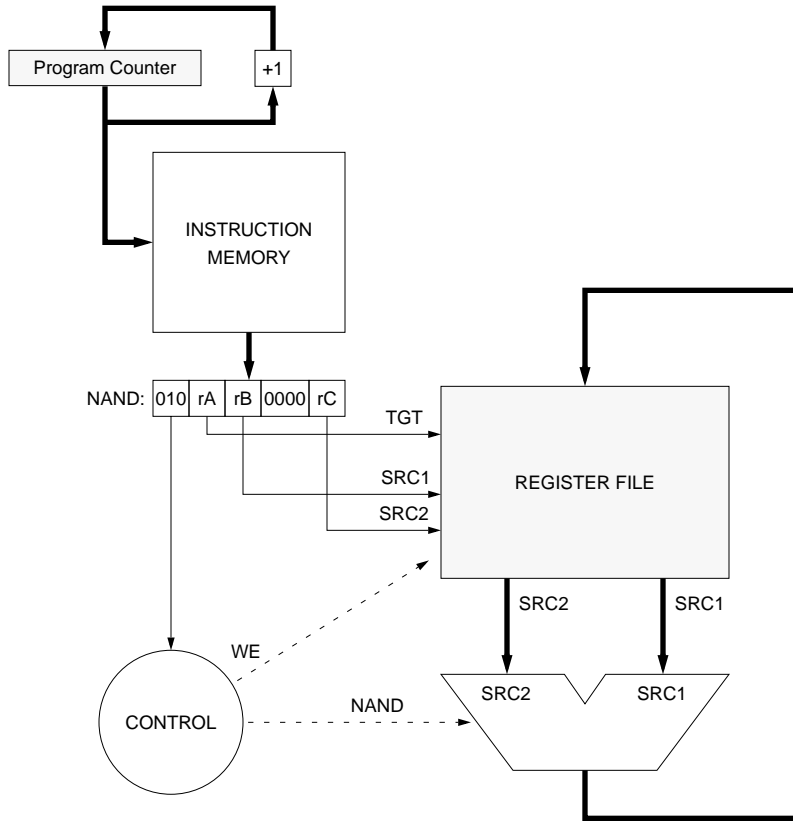 Program Counter
+1
INSTRUCTION
MEMORY
NAND: 010 rA rB 0000 rC
TGT
SRC1
SRC2
REGISTER FILE
SRC2 SRC1
WE
SRC2 SRC1
NAND
CONTROL